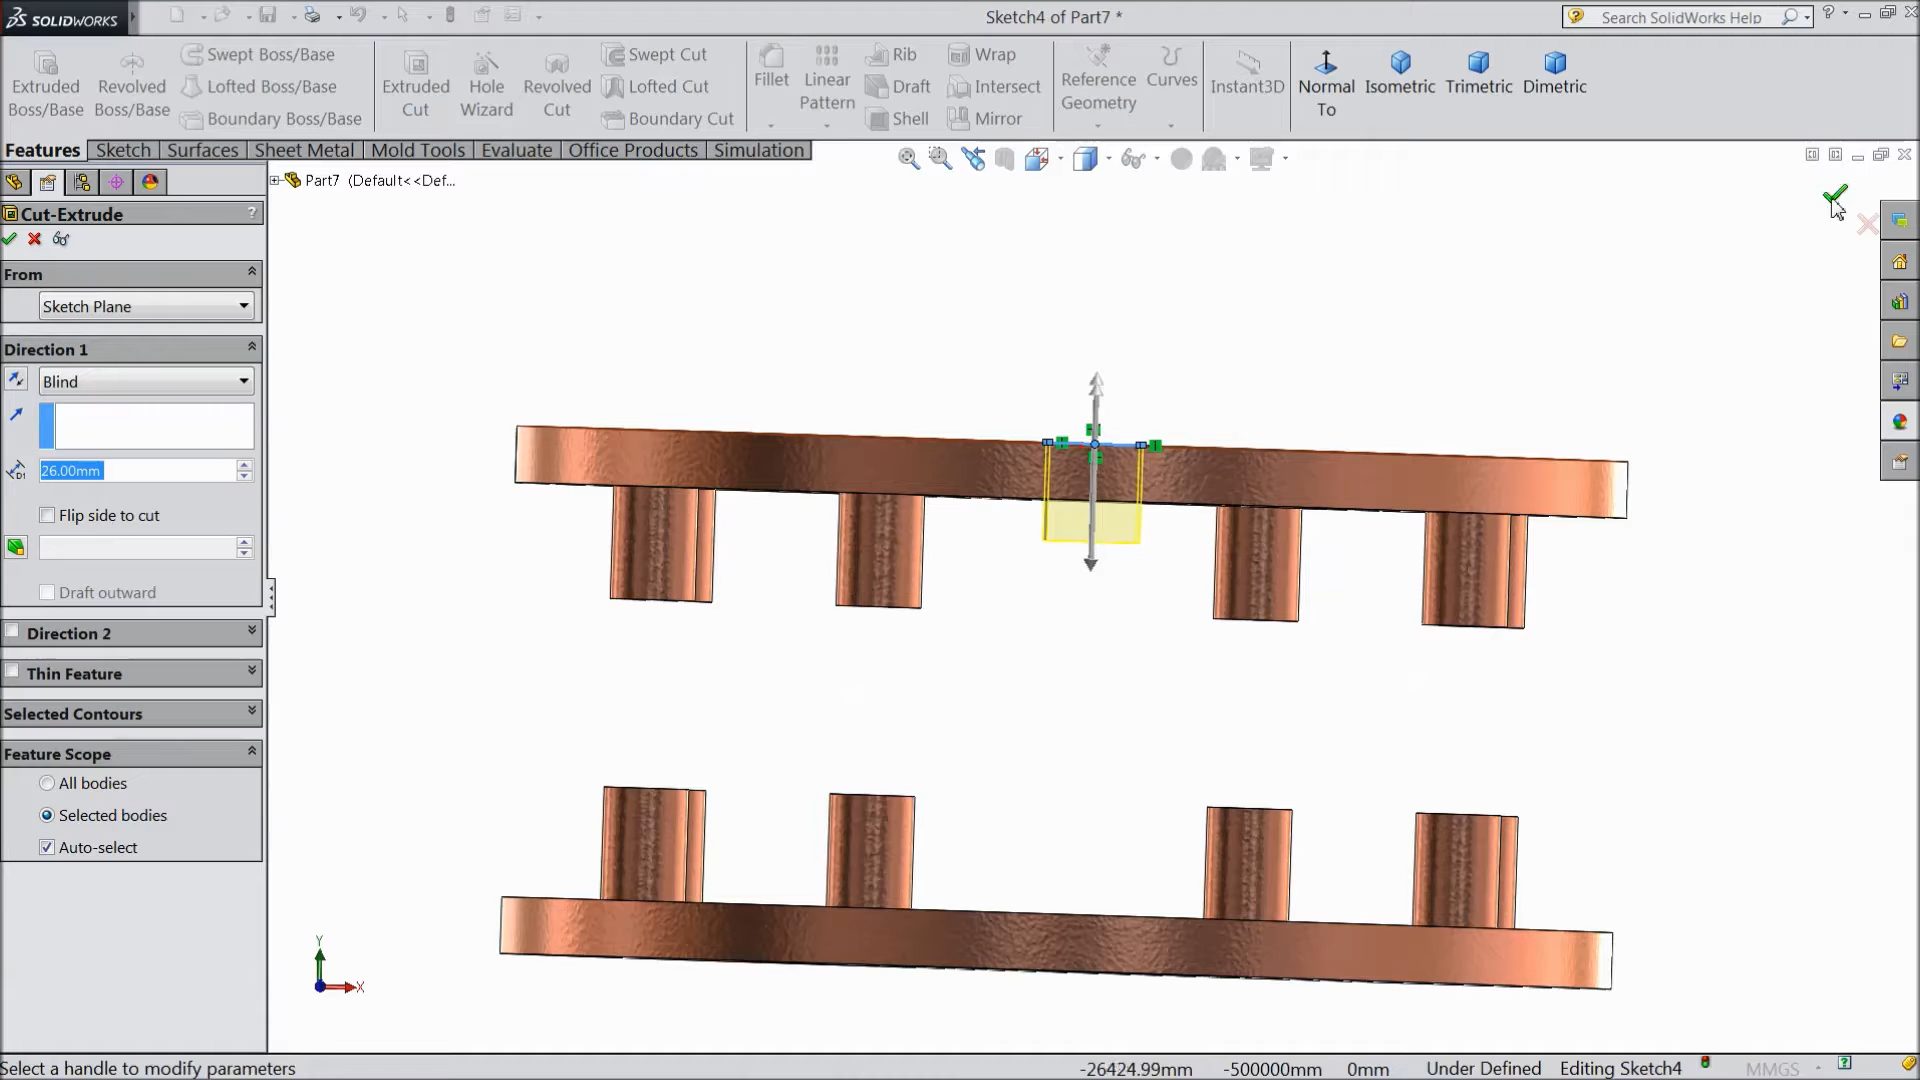 SOLIDWORKS
Sketch4 of Part7 *
Search SolidWorks Help
Extruded Boss/Base
Revolved Boss/Base
Swept Boss/Base
Lofted Boss/Base
Boundary Boss/Base
Extruded Cut
Hole Wizard
Revolved Cut
Swept Cut
Lofted Cut
Boundary Cut
Fillet
Linear Pattern
Rib
Draft
Shell
Wrap
Intersect
Mirror
Reference Geometry
Curves
Instant3D
Normal To
Isometric
Trimetric
Dimetric
Features
Sketch
Surfaces
Sheet Metal
Mold Tools
Evaluate
Office Products
Simulation
Part7 (Default<<Def...
Cut-Extrude
?
From
Sketch Plane
Direction 1
Blind
D1
26.00mm
Flip side to cut
Draft outward
Direction 2
Thin Feature
Selected Contours
Feature Scope
All bodies
Selected bodies
Auto-select
Y
X
Select a handle to modify parameters
-26424.99mm
-500000mm
0mm
Under Defined
Editing Sketch4
MMGS